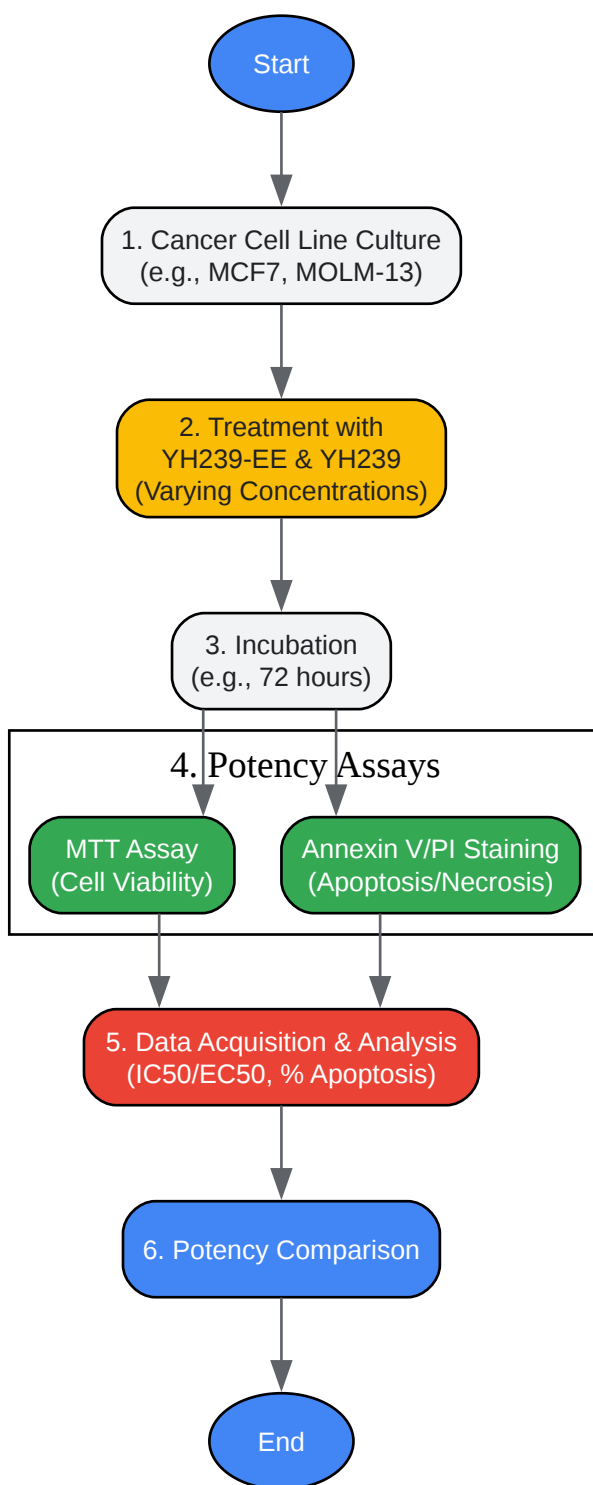 Start
1. Cancer Cell Line Culture
(e.g., MCF7, MOLM-13)
2. Treatment with
YH239-EE & YH239
(Varying Concentrations)
3. Incubation
(e.g., 72 hours)
4. Potency Assays
MTT Assay
(Cell Viability)
Annexin V/PI Staining
(Apoptosis/Necrosis)
5. Data Acquisition & Analysis
(IC50/EC50, % Apoptosis)
6. Potency Comparison
End